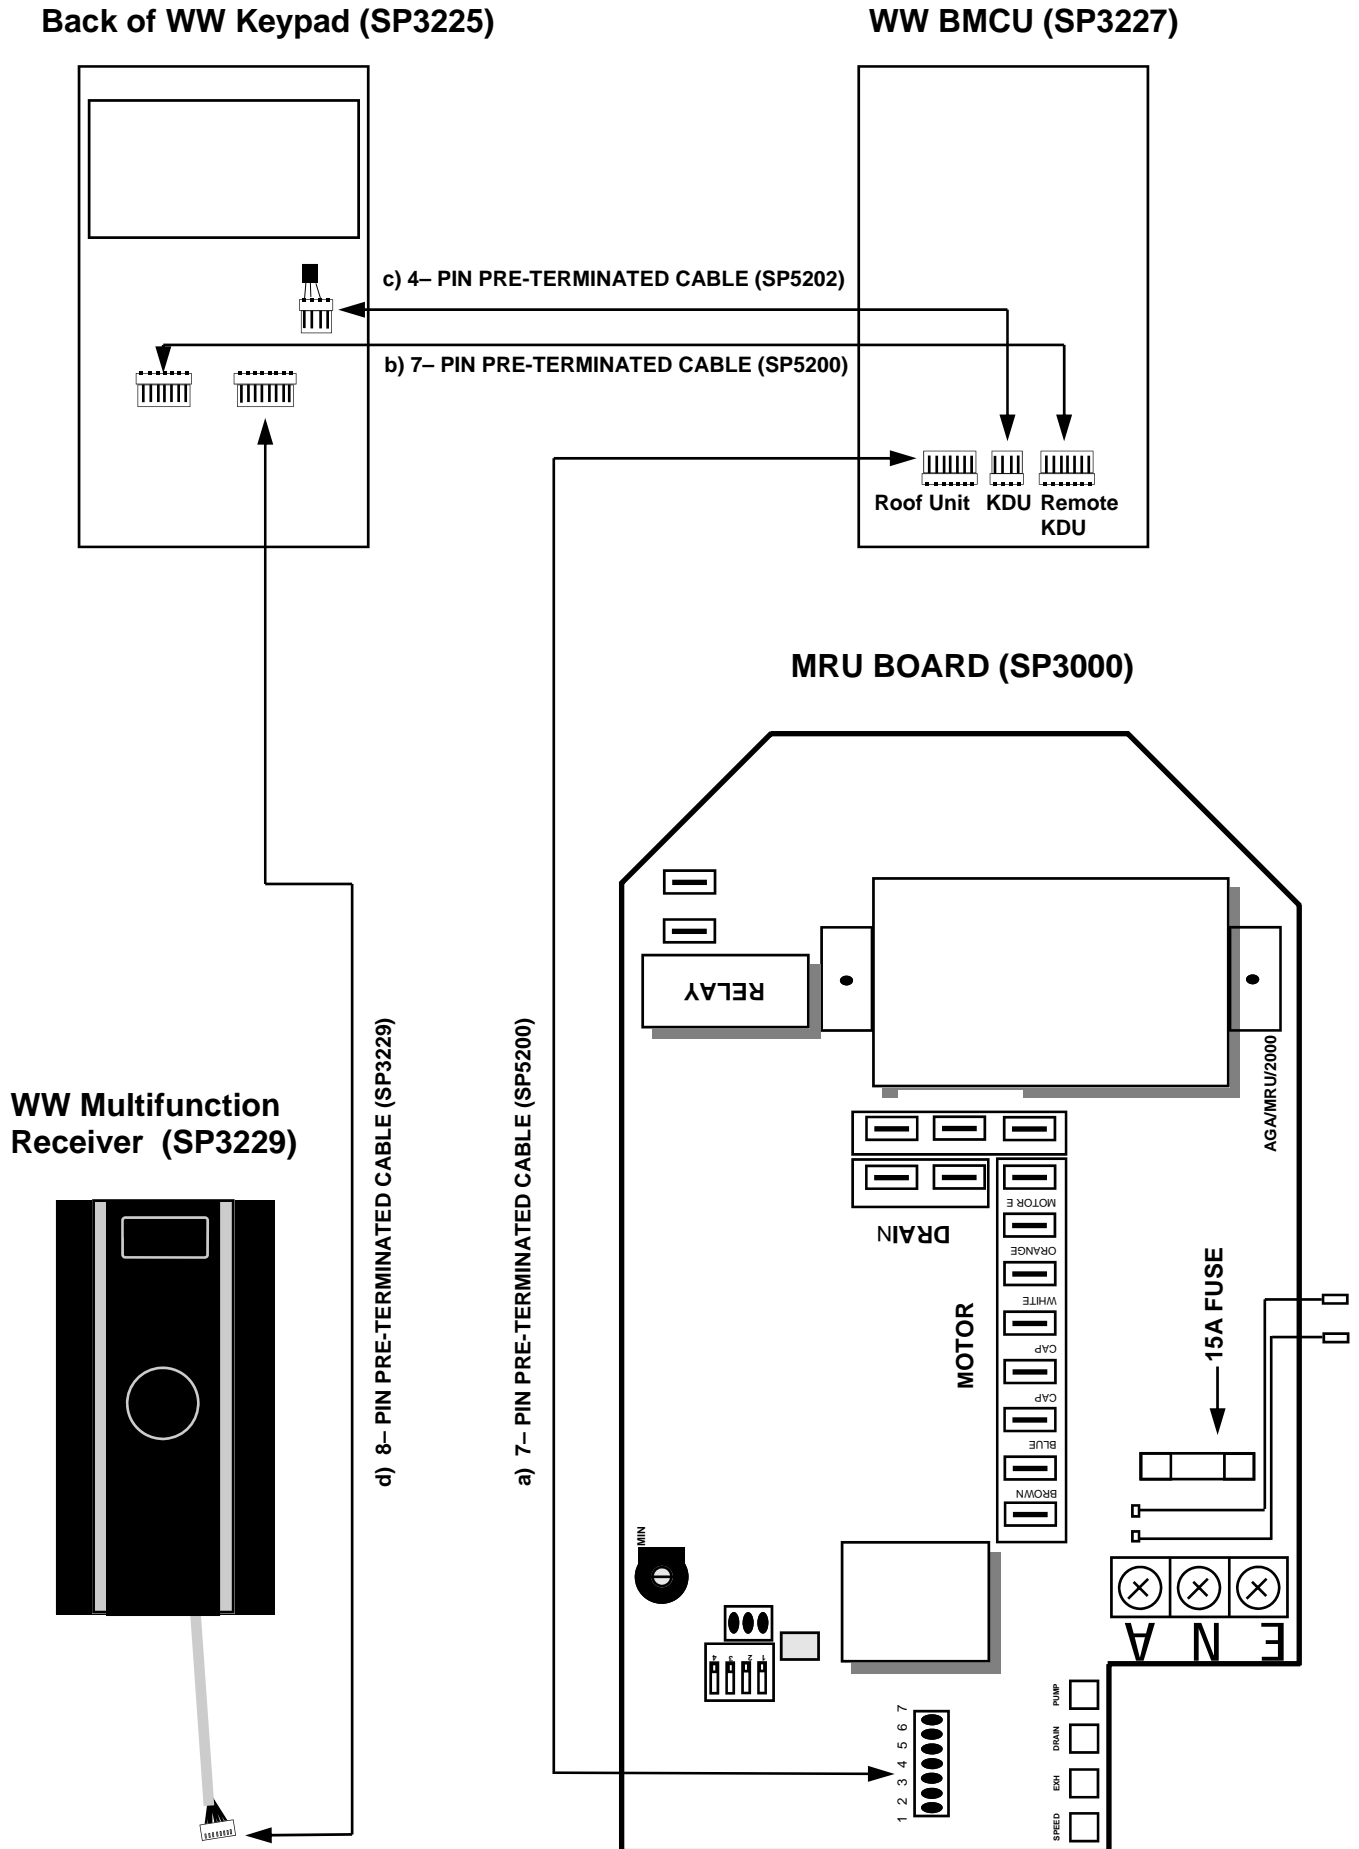 Back of WW Keypad (SP3225)
WW BMCU (SP3227)
c) 4– PIN PRE-TERMINATED CABLE (SP5202)
b) 7– PIN PRE-TERMINATED CABLE (SP5200)
Roof Unit
KDU
Remote
KDU
MRU BOARD (SP3000)
RELAY
AGA/MRU/2000
WW Multifunction
Receiver (SP3229)
d) 8– PIN PRE-TERMINATED CABLE (SP3229)
a) 7– PIN PRE-TERMINATED CABLE (SP5200)
DRAIN
MOTOR
MOTOR E
ORANGE
WHITE
CAP
CAP
BLUE
BROWN
15A FUSE
MIN
A N E
4 3 2 1
1 2 3 4 5 6 7
PUMP
DRAIN
EXH
SPEED